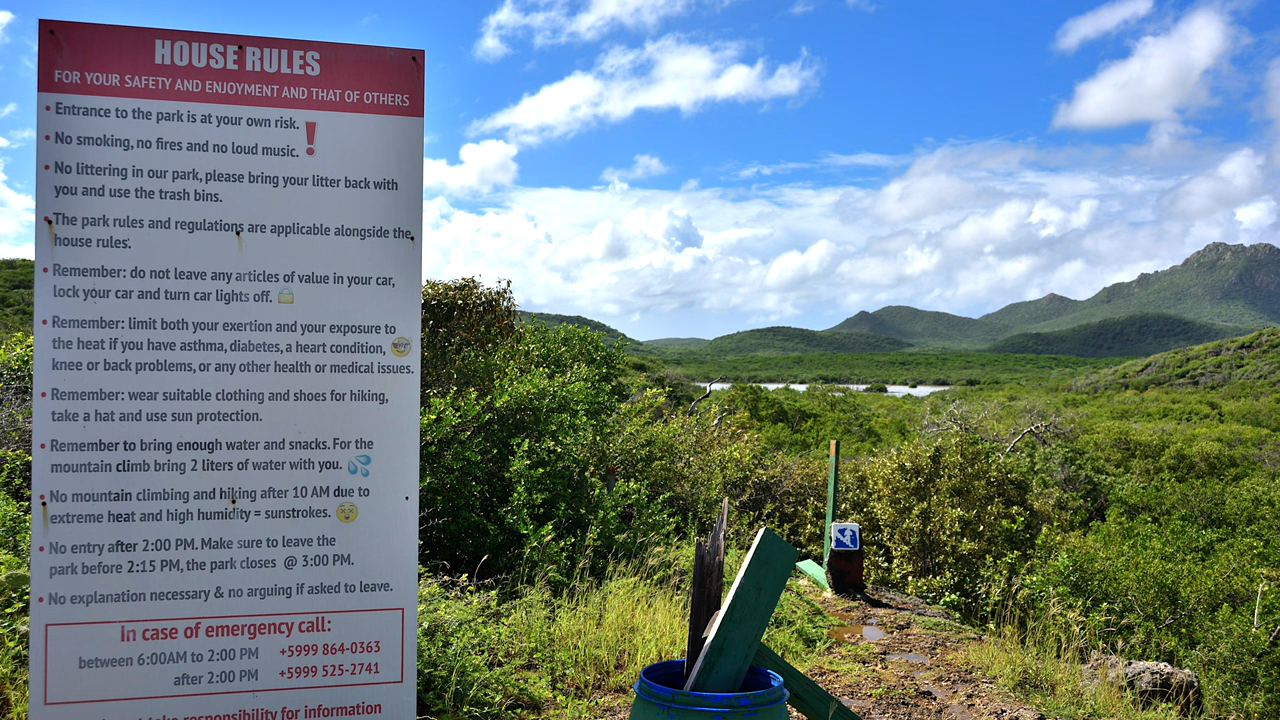 HOUSE RULES
FOR YOUR SAFETY AND ENJOYMENT AND THAT OF OTHERS
• Entrance to the park is at your own risk.
• No smoking, no fires and no loud music.
• No littering in our park, please bring your litter back with
you and use the trash bins.
• The park rules and regulations are applicable alongside the
house rules.
• Remember: do not leave any articles of value in your car,
lock your car and turn car lights off.
• Remember: limit both your exertion and your exposure to
the heat if you have asthma, diabetes, a heart condition,
knee or back problems, or any other health or medical issues.
• Remember: wear suitable clothing and shoes for hiking,
take a hat and use sun protection.
• Remember to bring enough water and snacks. For the
mountain climb bring 2 liters of water with you.
• No mountain climbing and hiking after 10 AM due to
extreme heat and high humidity = sunstrokes.
• No entry after 2:00 PM. Make sure to leave the
park before 2:15 PM, the park closes @ 3:00 PM.
• No explanation necessary & no arguing if asked to leave.
In case of emergency call:
between 6:00AM to 2:00 PM +5999 864-0363
after 2:00 PM +5999 525-2741
take responsibility for information